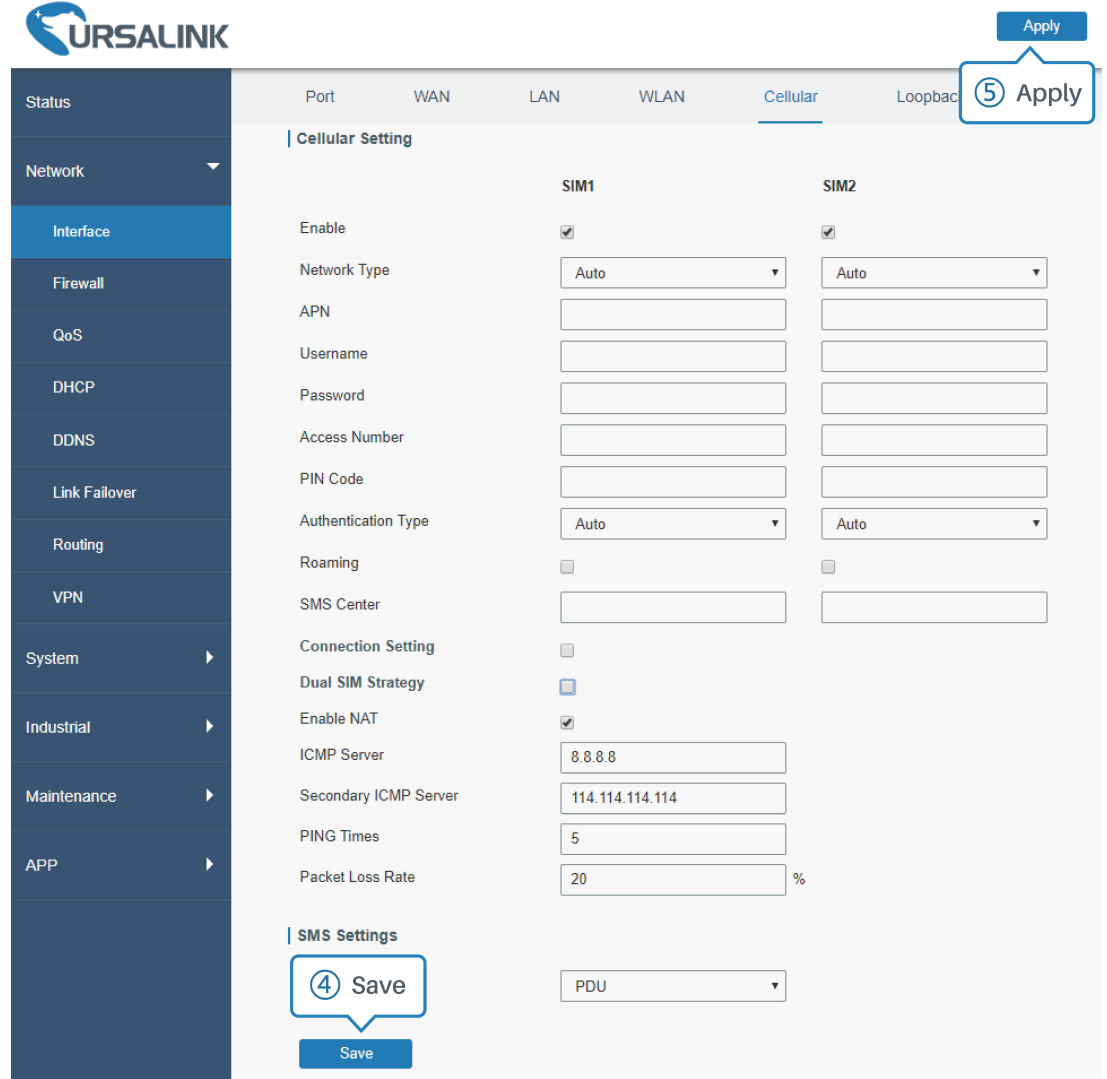 URSALINK
Apply
⑤ Apply
Status
Network
Interface
Firewall
QoS
DHCP
DDNS
Link Failover
Routing
VPN
System
Industrial
Maintenance
APP
Port WAN LAN WLAN Cellular Loopbac
Cellular Setting
SIM1 SIM2
Enable
Network Type Auto Auto
APN
Username
Password
Access Number
PIN Code
Authentication Type Auto Auto
Roaming
SMS Center
Connection Setting
Dual SIM Strategy
Enable NAT
ICMP Server 8.8.8.8
Secondary ICMP Server 114.114.114.114
PING Times 5
Packet Loss Rate 20 %
SMS Settings
④ Save
PDU
Save